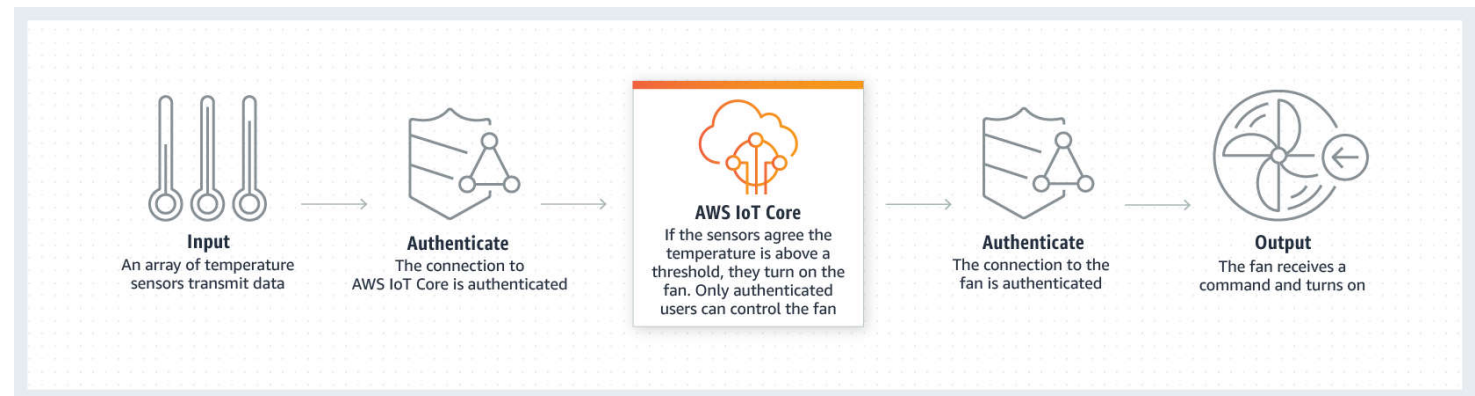 Input
An array of temperature
sensors transmit data
Authenticate
The connection to
AWS IoT Core is authenticated
AWS IoT Core
If the sensors agree the
temperature is above a
threshold, they turn on the
fan. Only authenticated
users can control the fan
Authenticate
The connection to the
fan is authenticated
Output
The fan receives a
command and turns on